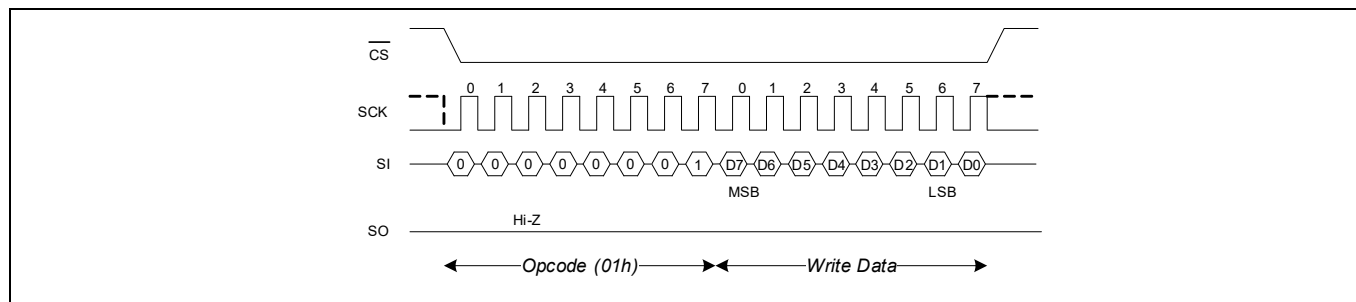 CS
0 1 2 3 4 5 6 7 0 1 2 3 4 5 6 7
SCK
SI 0 0 0 0 0 0 0 1 D7 D6 D5 D4 D3 D2 D1 D0
MSB LSB
Hi-Z
SO
Opcode (01h) Write Data